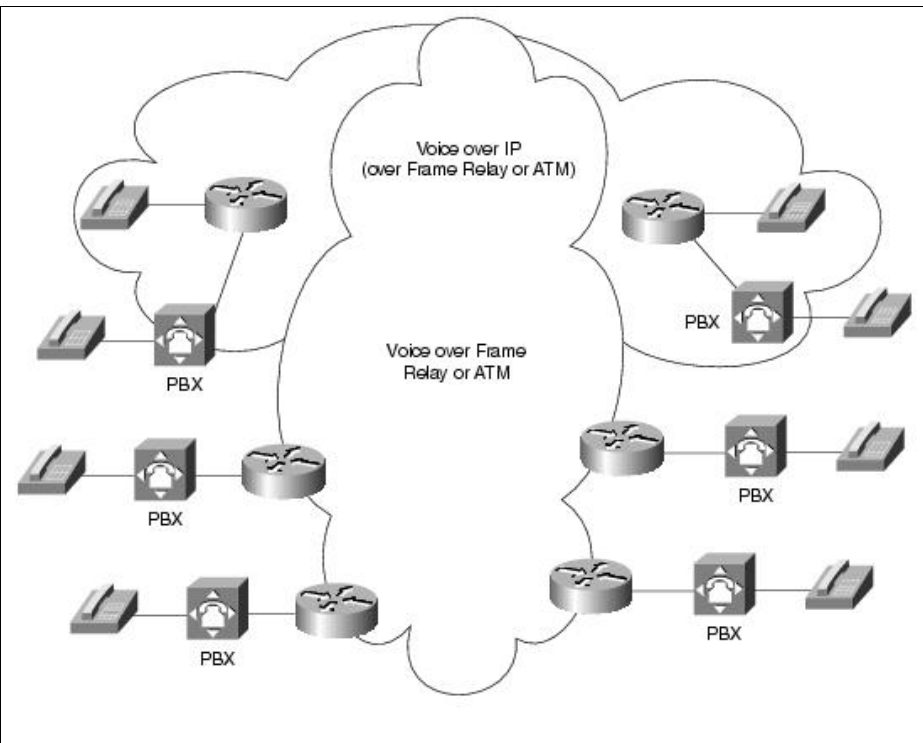 Voice over IP
(over Frame Relay or ATM)
PBX
Voice over Frame
Relay or ATM
PBX
PBX
PBX
PBX
PBX